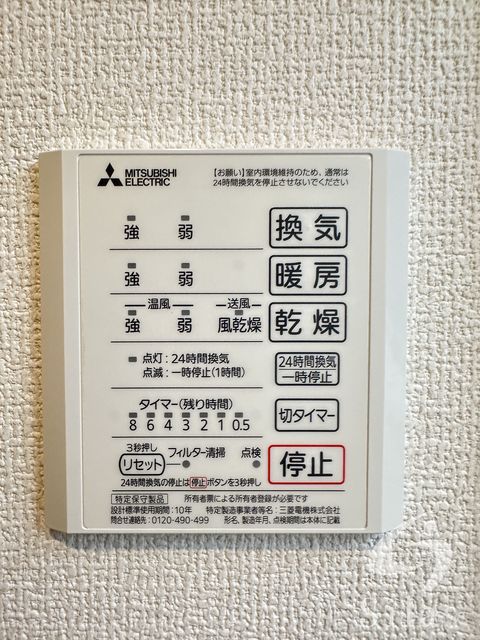 MITSUBISHI
ELECTRIC
【お願い】室内環境維持のため、通常は
24時間換気を停止させないでください
強 弱 換気
強 弱 暖房
温風 送風
強 弱 風乾燥 乾燥
点灯：24時間換気
点滅：一時停止(1時間)
24時間換気
一時停止
タイマー(残り時間)
8 6 4 3 2 1 0.5
切タイマー
3秒押し
リセット フィルター清掃 点検
停止
24時間換気の停止は停止ボタンを3秒押し
特定保守製品 所有者票による所有者登録が必要です
設計標準使用期間：10年 特定製造事業者等名：三菱電機株式会社
問合せ連絡先：0120-490-499 形名、製造年月、点検期間は本体に記載